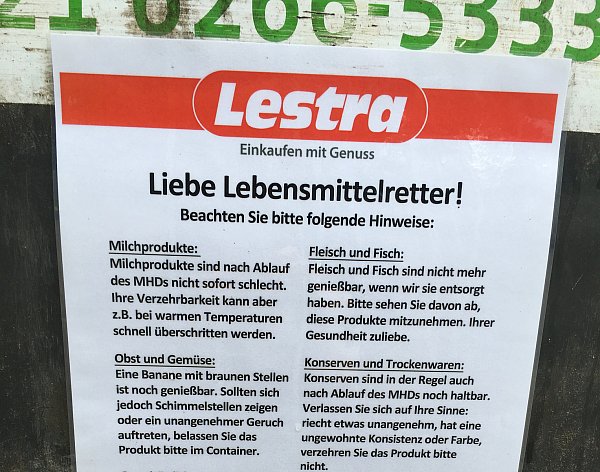 21 0266-5333
Lestra
Einkaufen mit Genuss
Liebe Lebensmittelretter!
Beachten Sie bitte folgende Hinweise:
Milchprodukte:
Milchprodukte sind nach Ablauf
des MHDs nicht sofort schlecht.
Ihre Verzehrbarkeit kann aber
z.B. bei warmen Temperaturen
schnell überschritten werden.
Obst und Gemüse:
Eine Banane mit braunen Stellen
ist noch genießbar. Sollten sich
jedoch Schimmelstellen zeigen
oder ein unangenehmer Geruch
auftreten, belassen Sie das
Produkt bitte im Container.
Fleisch und Fisch:
Fleisch und Fisch sind nicht mehr
genießbar, wenn wir sie entsorgt
haben. Bitte sehen Sie davon ab,
diese Produkte mitzunehmen. Ihrer
Gesundheit zuliebe.
Konserven und Trockenwaren:
Konserven sind in der Regel auch
nach Ablauf des MHDs noch haltbar.
Verlassen Sie sich auf Ihre Sinne:
riecht etwas unangenehm, hat eine
ungewohnte Konsistenz oder Farbe,
verzehren Sie das Produkt bitte
nicht.